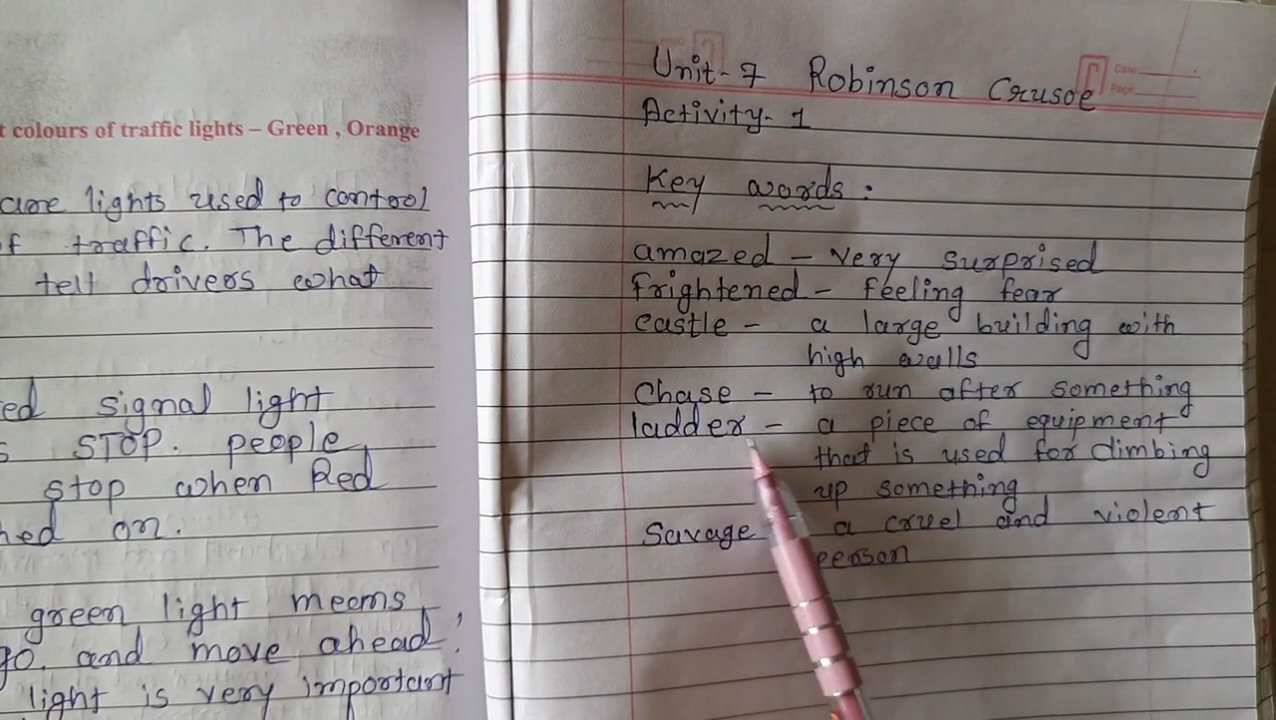 t colours of traffic lights – Green , Orange
are lights used to control
f traffic. The different
tell drivers what
ed signal light
s STOP. people
stop when Red
hed on.
green light means
go. and move ahead.
light is very important
Date
Page
Unit-7 Robinson Crusoe
Activity-1
Key words :
amazed – very surprised
frightened – feeling fear
castle – a large building with
high walls
Chase – to run after something
ladder – a piece of equipment
that is used for climbing
up something
Savage a cruel and violent
person